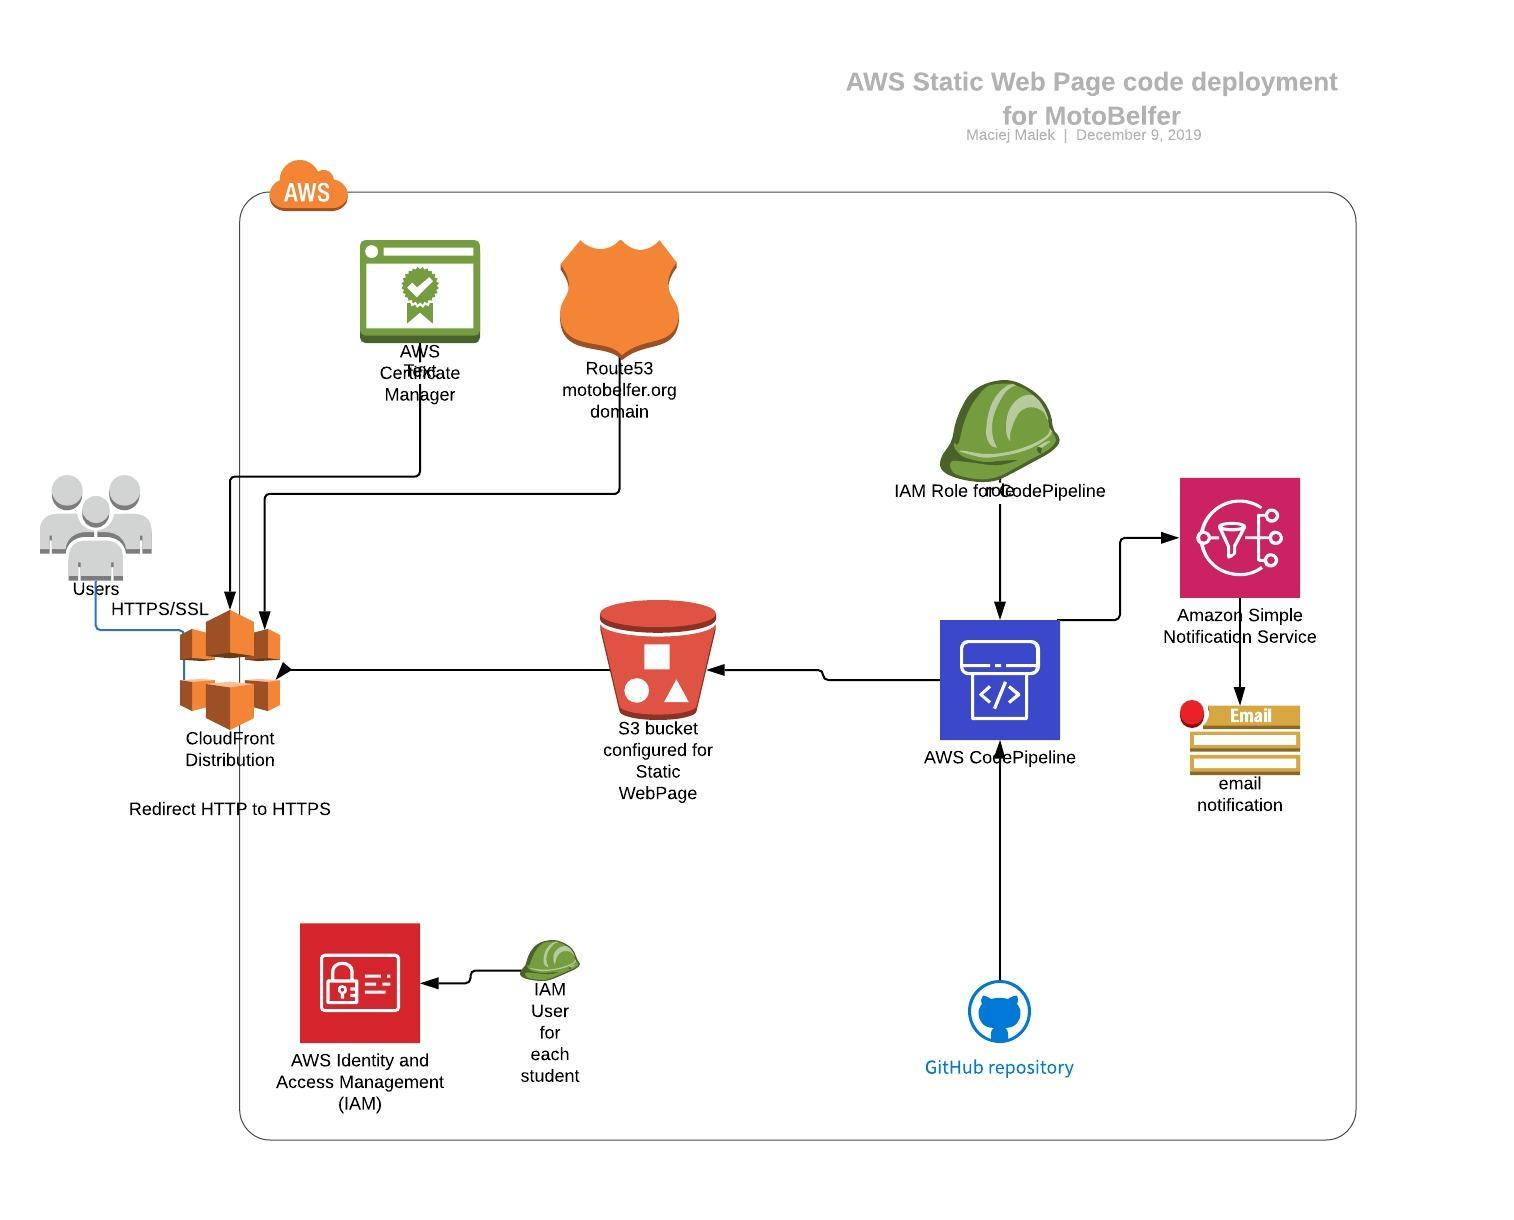 AWS Static Web Page code deployment
for MotoBelfer
Maciej Malek | December 9, 2019
AWS
AWS
Certificate
Manager
Text
Route53
motobelfer.org
domain
IAM Role for CodePipeline
role
Users
HTTPS/SSL
Amazon Simple
Notification Service
CloudFront
Distribution
Redirect HTTP to HTTPS
S3 bucket
configured for
Static
WebPage
</>
AWS CodePipeline
Email
email
notification
AWS Identity and
Access Management
(IAM)
IAM
User
for
each
student
GitHub repository